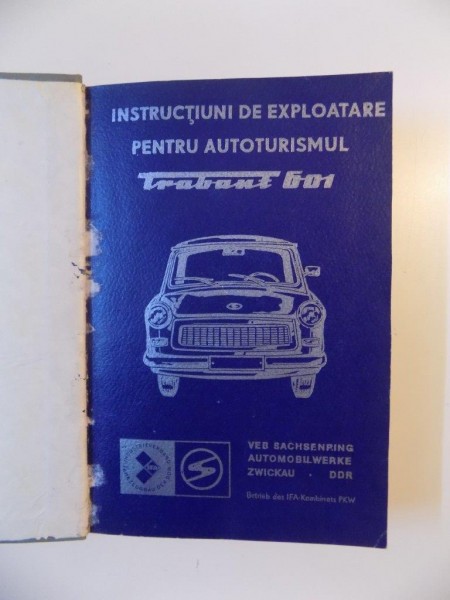 INSTRUCŢIUNI DE EXPLOATARE
PENTRU AUTOTURISMUL
Trabant 601
VEB SACHSENRING
AUTOMOBILWERKE
ZWICKAU · DDR
Betrieb des IFA-Kombinats PKW